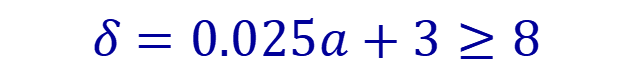 δ = 0.025a + 3 ≥ 8